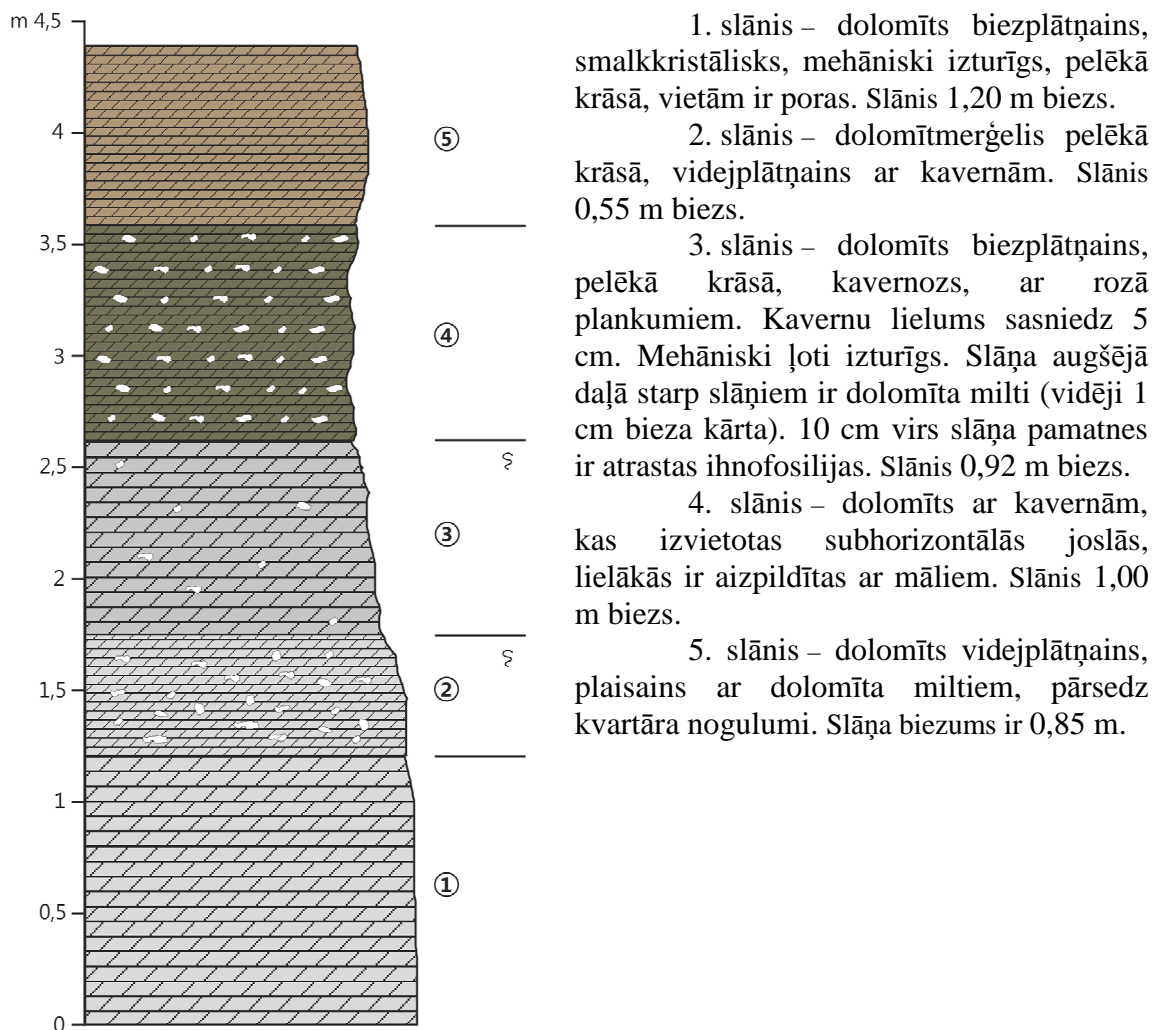 m 4,5
4
3,5
3
2,5
2
1,5
1
0,5
0
⑤
④
③
②
①
1. slānis – dolomīts biezplātņains,
smalkkristālisks, mehāniski izturīgs, pelēkā
krāsā, vietām ir poras. Slānis 1,20 m biezs.
2. slānis – dolomītmerģelis pelēkā
krāsā, videjplātņains ar kavernām. Slānis
0,55 m biezs.
3. slānis – dolomīts biezplātņains,
pelēkā krāsā, kavernozs, ar rozā
plankumiem. Kavernu lielums sasniedz 5
cm. Mehāniski ļoti izturīgs. Slāņa augšējā
daļā starp slāņiem ir dolomīta milti (vidēji 1
cm bieza kārta). 10 cm virs slāņa pamatnes
ir atrastas ihnofosilijas. Slānis 0,92 m biezs.
4. slānis – dolomīts ar kavernām,
kas izvietotas subhorizontālās joslās,
lielākās ir aizpildītas ar māliem. Slānis 1,00
m biezs.
5. slānis – dolomīts videjplātņains,
plaisains ar dolomīta miltiem, pārsedz
kvartāra nogulumi. Slāņa biezums ir 0,85 m.